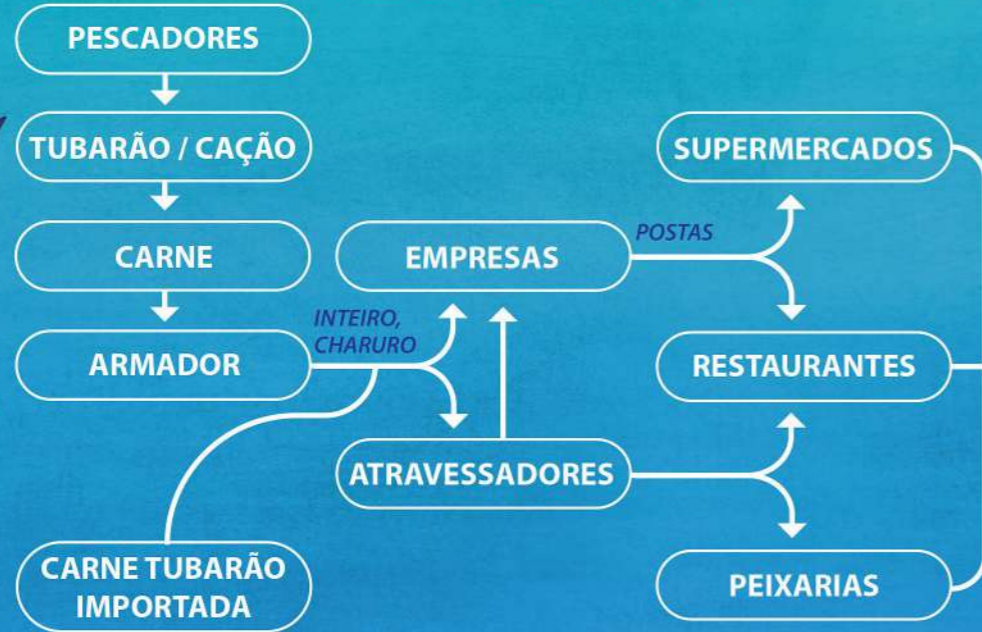 PESCADORES
TUBARÃO / CAÇÃO
CARNE
ARMADOR
CARNE TUBARÃO
IMPORTADA
INTEIRO,
CHARURO
EMPRESAS
ATRAVESSADORES
POSTAS
SUPERMERCADOS
RESTAURANTES
PEIXARIAS